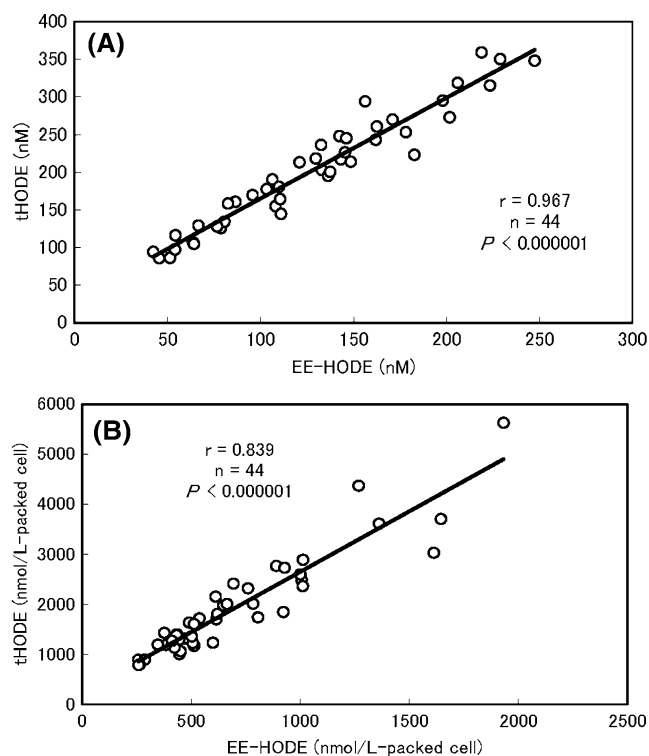 (A)
tHODE (nM)
400
350
300
250
200
150
100
50
0
r = 0.967
n = 44
P < 0.000001
0 50 100 150 200 250 300
EE-HODE (nM)
(B)
tHODE (nmol/L-packed cell)
6000
5000
4000
3000
2000
1000
0
r = 0.839
n = 44
P < 0.000001
0 500 1000 1500 2000 2500
EE-HODE (nmol/L-packed cell)